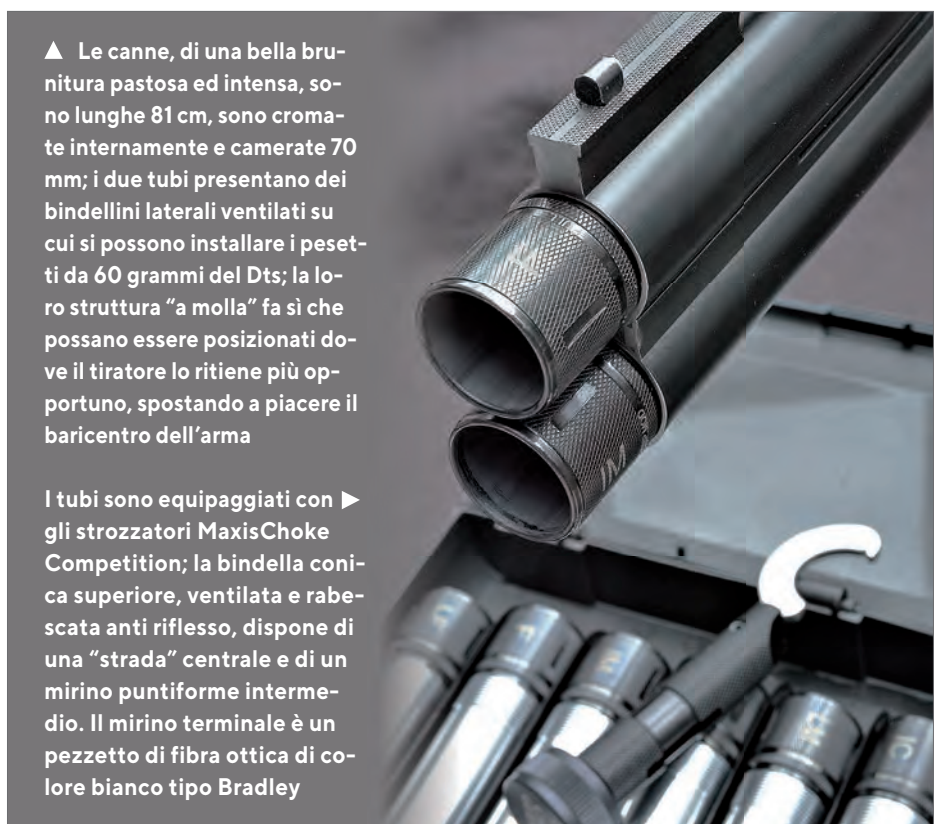 ▲ Le canne, di una bella bru-
nitura pastosa ed intensa, so-
no lunghe 81 cm, sono croma-
te internamente e camerate 70
mm; i due tubi presentano dei
bindellini laterali ventilati su
cui si possono installare i peset-
ti da 60 grammi del Dts; la lo-
ro struttura “a molla” fa sì che
possano essere posizionati do-
ve il tiratore lo ritiene più op-
portuno, spostando a piacere il
baricentro dell’arma
I tubi sono equipaggiati con ▶
gli strozzatori MaxisChoke
Competition; la bindella coni-
ca superiore, ventilata e rabe-
scata anti riflesso, dispone di
una “strada” centrale e di un
mirino puntiforme interme-
dio. Il mirino terminale è un
pezzetto di fibra ottica di co-
lore bianco tipo Bradley
IM
IC